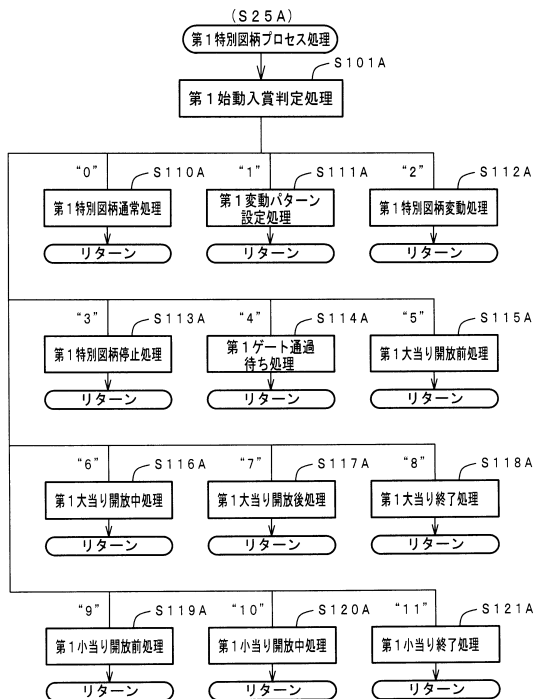 (S25A)
第1特別図柄プロセス処理
S101A
第1始動入賞判定処理
“0” S110A “1” S111A “2” S112A
第1特別図柄通常処理
第1変動パターン
設定処理
第1特別図柄変動処理
リターン リターン リターン
“3” S113A “4” S114A “5” S115A
第1特別図柄停止処理
第1ゲート通過
待ち処理
第1大当り開放前処理
リターン リターン リターン
“6” S116A “7” S117A “8” S118A
第1大当り開放中処理 第1大当り開放後処理 第1大当り終了処理
リターン リターン リターン
“9” S119A “10” S120A “11” S121A
第1小当り開放前処理 第1小当り開放中処理 第1小当り終了処理
リターン リターン リターン